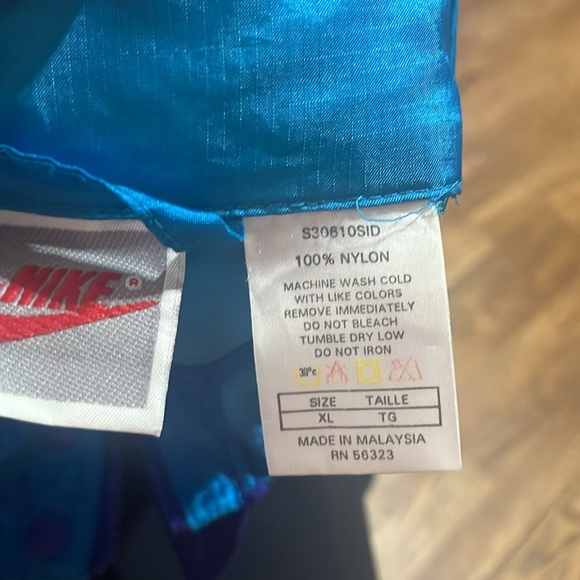 NIKE ®
S30610SID
100% NYLON
MACHINE WASH COLD
WITH LIKE COLORS
REMOVE IMMEDIATELY
DO NOT BLEACH
TUMBLE DRY LOW
DO NOT IRON
30°c
SIZE TAILLE
XL TG
MADE IN MALAYSIA
RN 56323